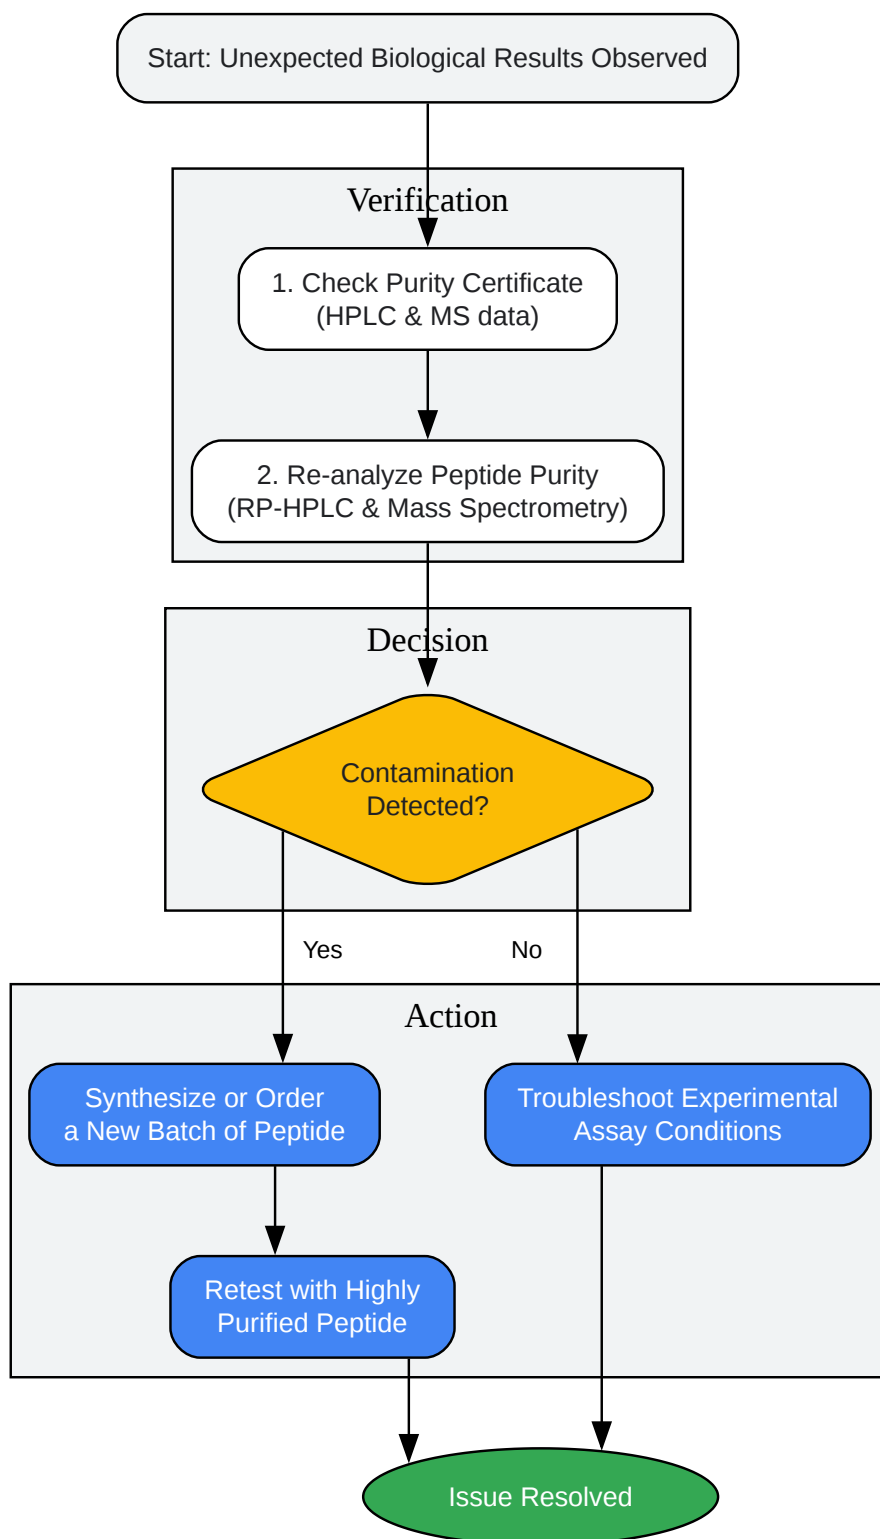 Start: Unexpected Biological Results Observed
Verification
1. Check Purity Certificate
(HPLC & MS data)
2. Re-analyze Peptide Purity
(RP-HPLC & Mass Spectrometry)
Decision
Contamination
Detected?
Yes
No
Action
Synthesize or Order
a New Batch of Peptide
Troubleshoot Experimental
Assay Conditions
Retest with Highly
Purified Peptide
Issue Resolved